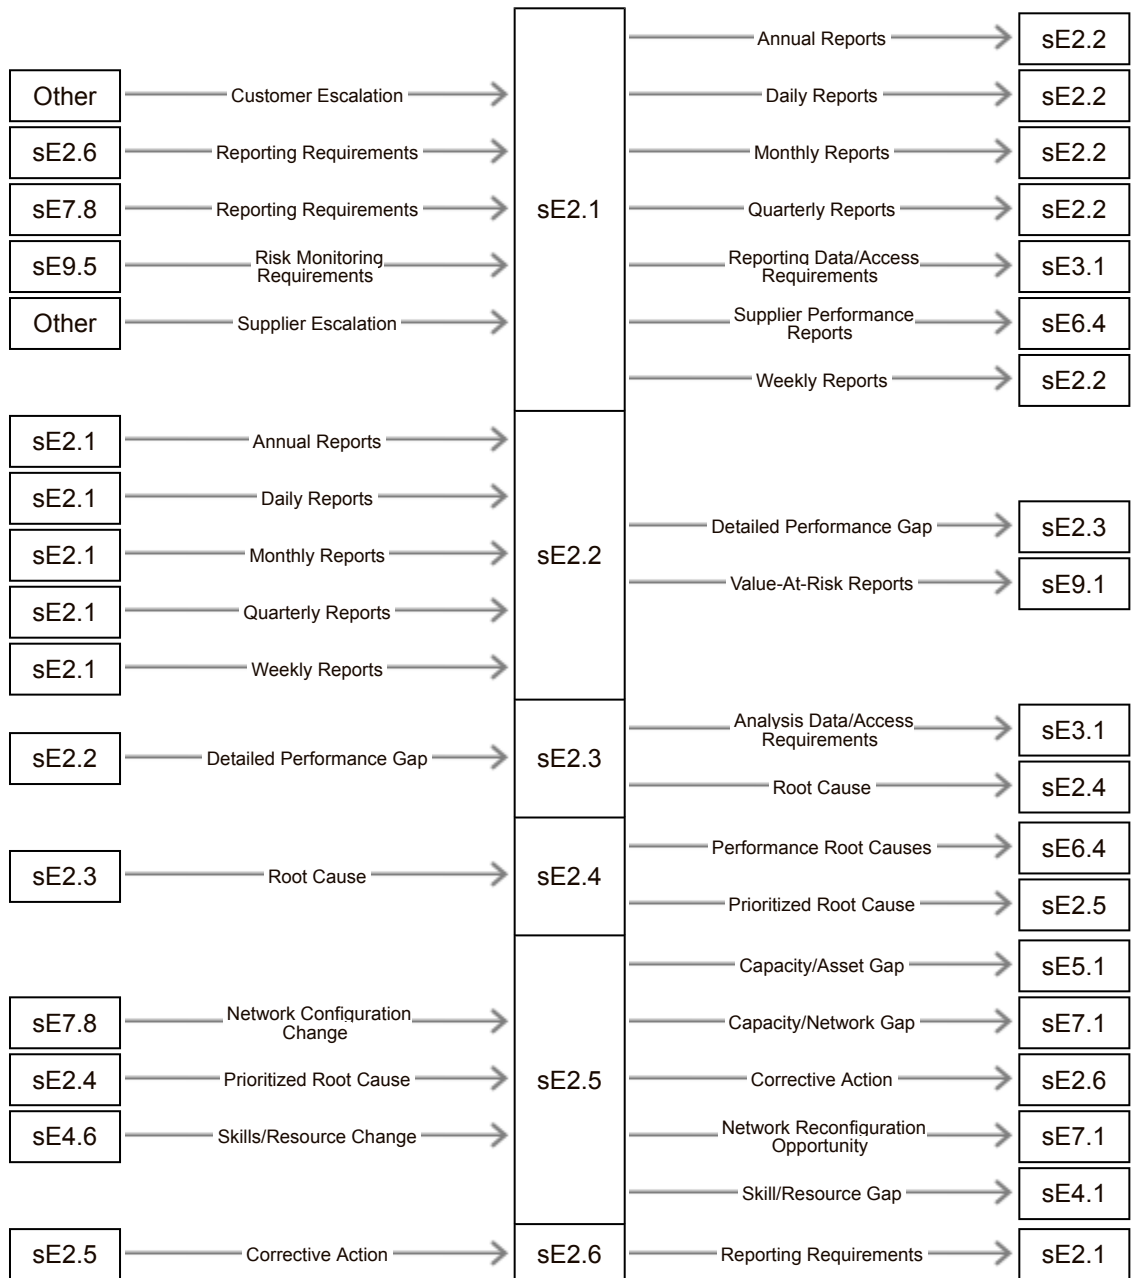 Annual Reports
sE2.2
Other
Customer Escalation
Daily Reports
sE2.2
sE2.6
Reporting Requirements
Monthly Reports
sE2.2
sE7.8
Reporting Requirements
sE2.1
Quarterly Reports
sE2.2
sE9.5
Risk Monitoring
Requirements
Reporting Data/Access
Requirements
sE3.1
Other
Supplier Escalation
Supplier Performance
Reports
sE6.4
Weekly Reports
sE2.2
sE2.1
Annual Reports
sE2.1
Daily Reports
Detailed Performance Gap
sE2.3
sE2.1
Monthly Reports
sE2.2
Value-At-Risk Reports
sE9.1
sE2.1
Quarterly Reports
sE2.1
Weekly Reports
Analysis Data/Access
Requirements
sE3.1
sE2.2
Detailed Performance Gap
sE2.3
Root Cause
sE2.4
Performance Root Causes
sE6.4
sE2.3
Root Cause
sE2.4
Prioritized Root Cause
sE2.5
Capacity/Asset Gap
sE5.1
sE7.8
Network Configuration
Change
Capacity/Network Gap
sE7.1
sE2.4
Prioritized Root Cause
sE2.5
Corrective Action
sE2.6
sE4.6
Skills/Resource Change
Network Reconfiguration
Opportunity
sE7.1
Skill/Resource Gap
sE4.1
sE2.5
Corrective Action
sE2.6
Reporting Requirements
sE2.1